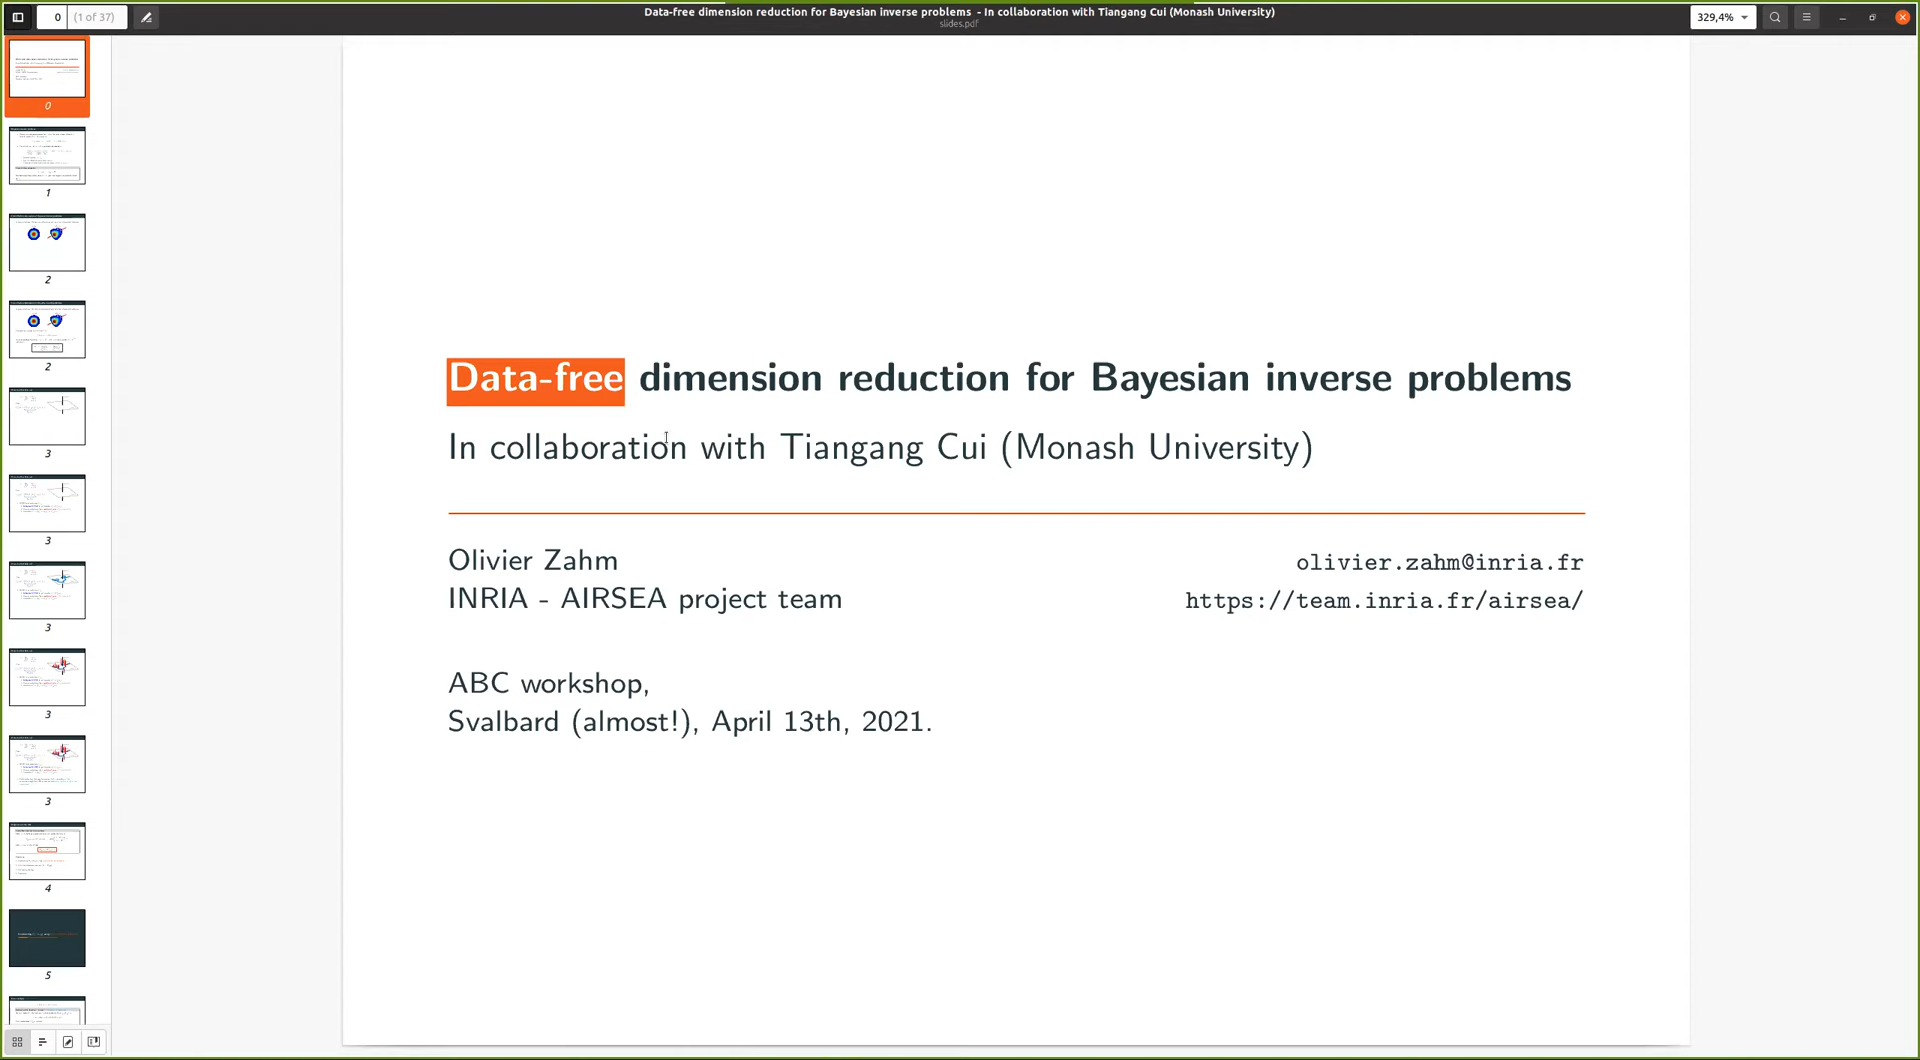 0 (1 of 37)
Data-free dimension reduction for Bayesian inverse problems - In collaboration with Tiangang Cui (Monash University)
slides.pdf
329,4%
0
1
2
2
3
3
3
3
3
4
5
Data-free dimension reduction for Bayesian inverse problems
In collaboration with Tiangang Cui (Monash University)
Olivier Zahm
olivier.zahm@inria.fr
INRIA - AIRSEA project team
https://team.inria.fr/airsea/
ABC workshop,
Svalbard (almost!), April 13th, 2021.